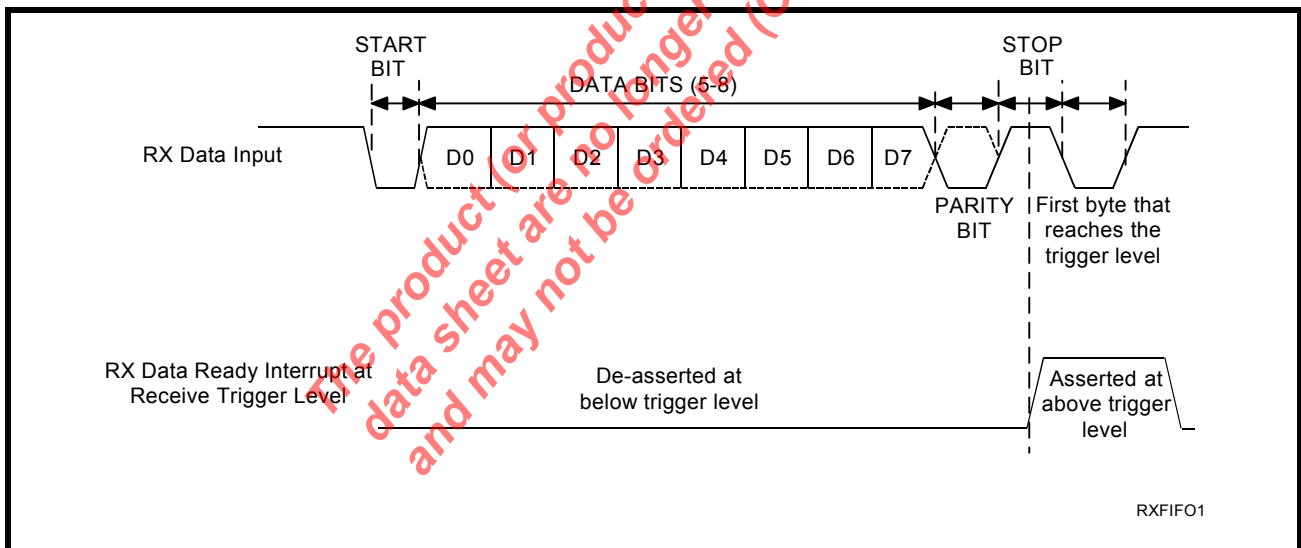 START
BIT
STOP
BIT
DATA BITS (5-8)
RX Data Input
D0 D1 D2 D3 D4 D5 D6 D7
PARITY
BIT
First byte that
reaches the
trigger level
RX Data Ready Interrupt at
Receive Trigger Level
De-asserted at
below trigger level
Asserted at
above trigger
level
RXFIFO1
The product (or produc
data sheet are no longer
and may not be ordered (O